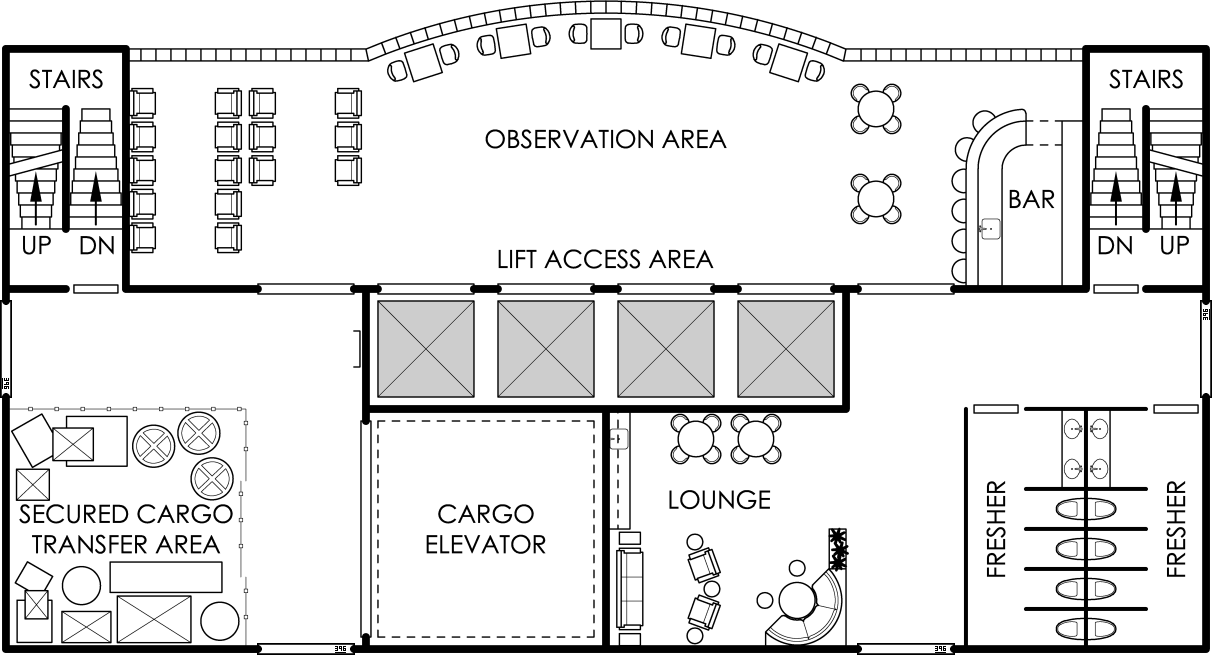 STAIRS
STAIRS
OBSERVATION AREA
BAR
UP
DN
DN
UP
LIFT ACCESS AREA
SECURED CARGO
TRANSFER AREA
CARGO
ELEVATOR
LOUNGE
FRESHER
FRESHER